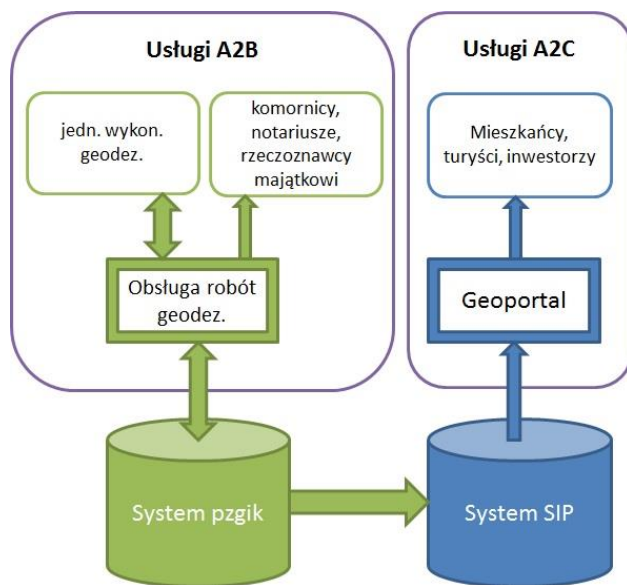 Usługi A2B
jedn. wykon.
geodez.
komornicy,
notariusze,
rzeczoznawcy
majątkowi
Obsługa robót
geodez.
System pzgik
Usługi A2C
Mieszkańcy,
turyści, inwestorzy
Geoportal
System SIP